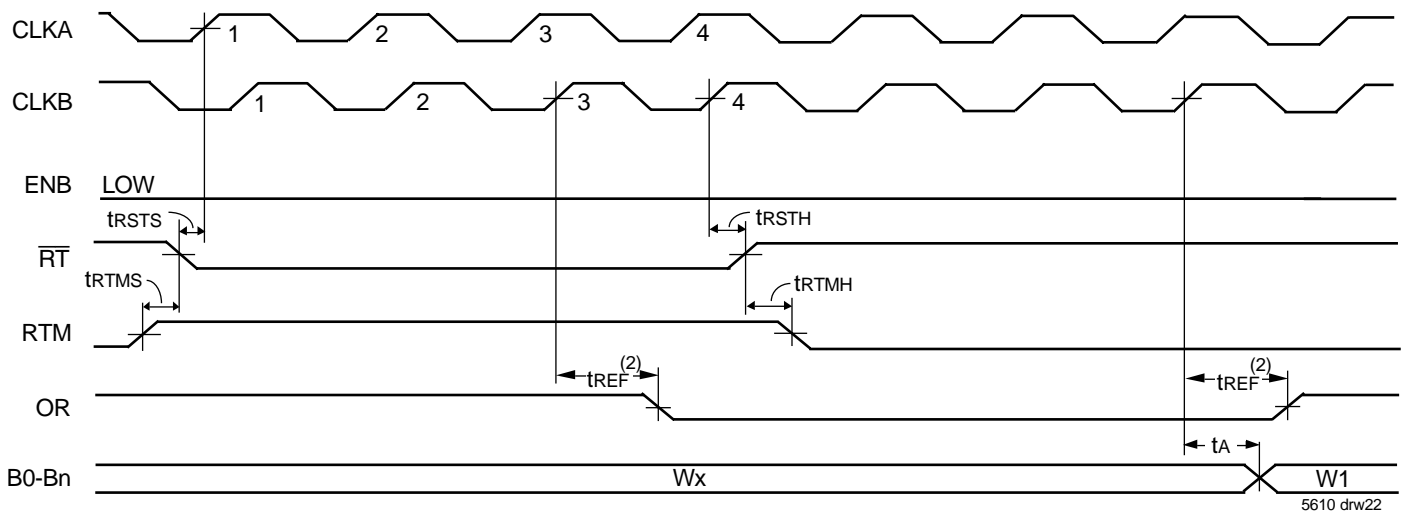 CLKA 1 2 3 4
CLKB 1 2 3 4
ENB LOW
tRSTS tRSTH
RT
tRTMS tRTMH
RTM
tREF(2) tREF(2)
OR
tA
B0-Bn Wx W1
5610 drw22